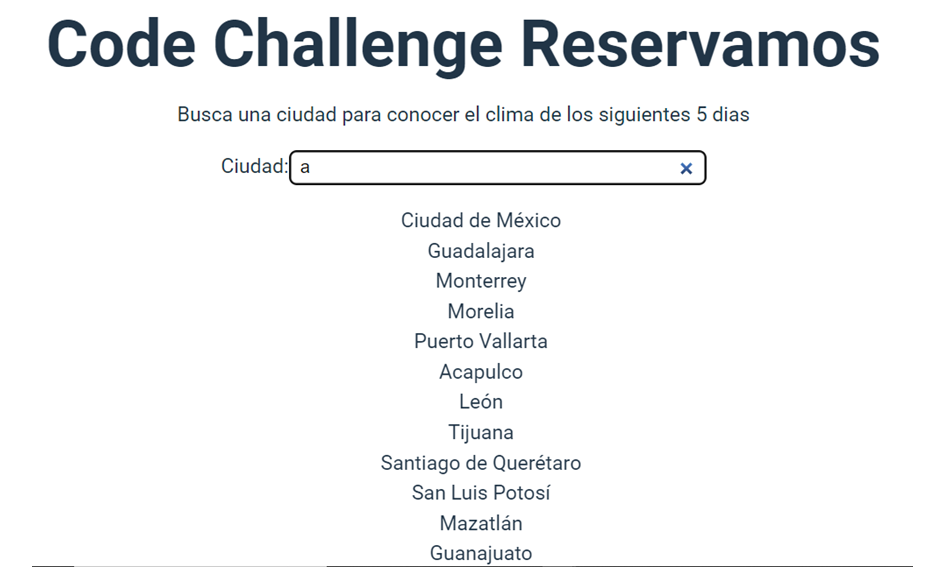 Code Challenge Reservamos
Busca una ciudad para conocer el clima de los siguientes 5 dias
Ciudad: a ×
Ciudad de México
Guadalajara
Monterrey
Morelia
Puerto Vallarta
Acapulco
León
Tijuana
Santiago de Querétaro
San Luis Potosí
Mazatlán
Guanajuato